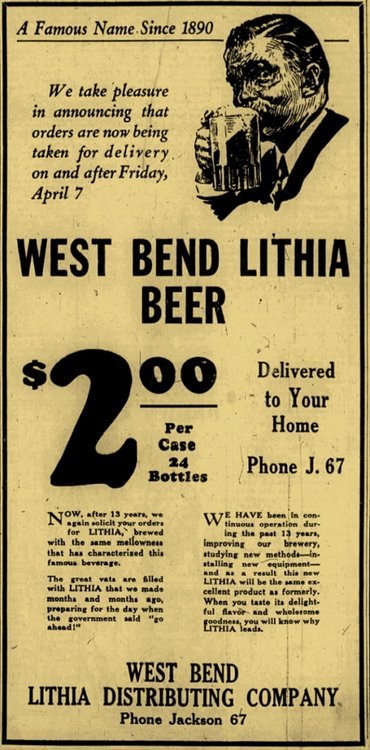 A Famous Name Since 1890
We take pleasure
in announcing that
orders are now being
taken for delivery
on and after Friday,
April 7
WEST BEND LITHIA
BEER
$2.00
Per
Case
24
Bottles
Delivered
to Your
Home
Phone J. 67
NOW, after 13 years, we
again solicit your orders
for LITHIA, brewed
with the same mellowness
that has characterized this
famous beverage.
The great vats are filled
with LITHIA that we made
months and months ago,
preparing for the day when
the government said "go
ahead!"
WE HAVE been in con-
tinuous operation dur-
ing the past 13 years,
improving our brewery,
studying new methods—in-
stalling new equipment—
and as a result this new
LITHIA will be the same ex-
cellent product as formerly.
When you taste its delight-
ful flavor and wholesome
goodness, you will know why
LITHIA leads.
WEST BEND
LITHIA DISTRIBUTING COMPANY
Phone Jackson 67